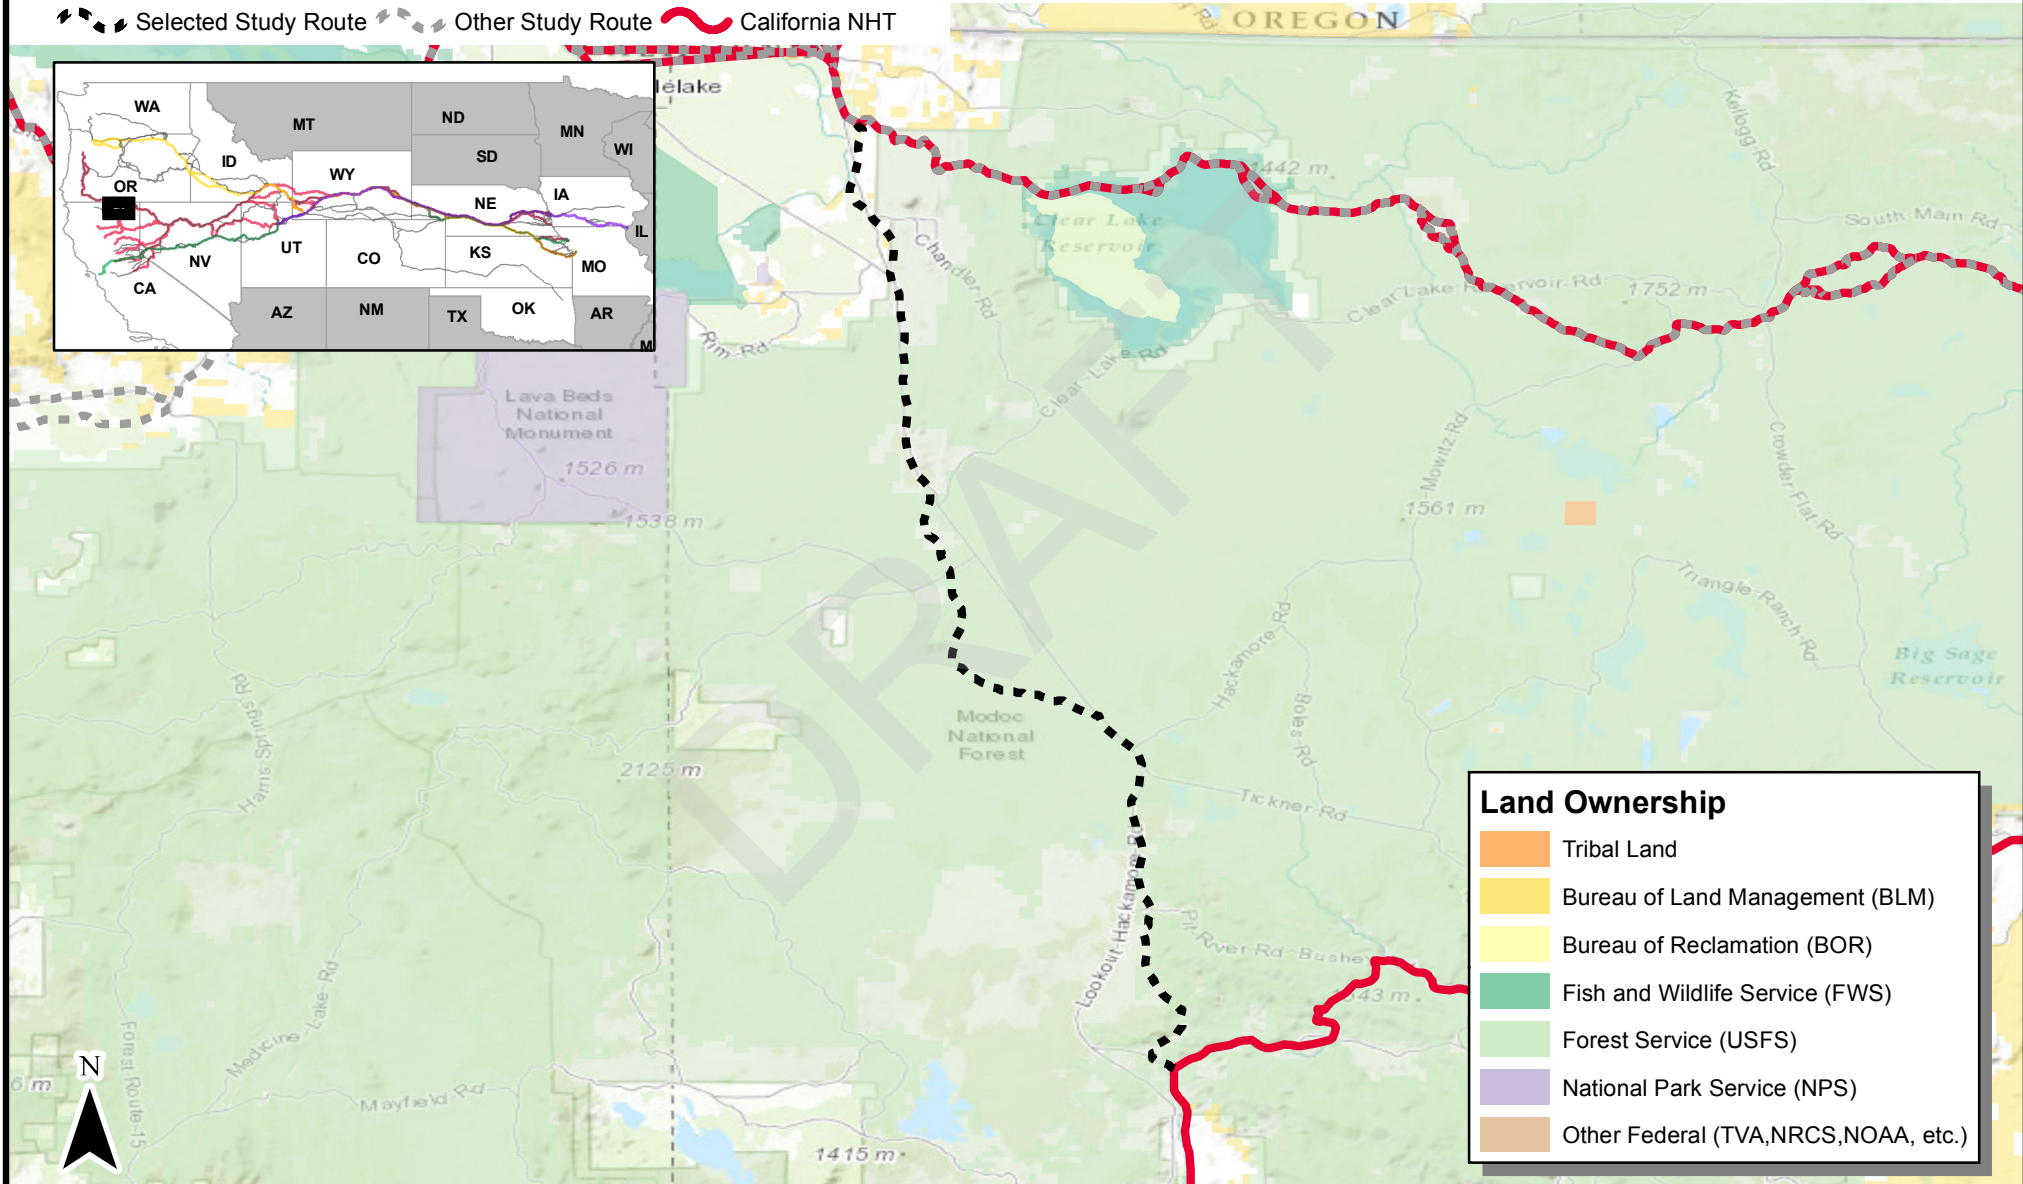 Selected Study Route
Other Study Route
California NHT
OREGON
WA
MT
ND
MN
WI
OR
ID
SD
WY
IA
NE
IL
NV
UT
CO
KS
MO
CA
AZ
NM
TX
OK
AR
1442 m
Kellogg Rd
South Main Rd
Clear Lake
Reservoir
Chandler Rd
Clear Lake Reservoir Rd
1752 m
Rim Rd
Clear Lake Rd
Lava Beds
National
Monument
1526 m
1538 m
Mowitz Rd
Crowder Flat Rd
1561 m
Triangle Ranch Rd
Hackamore Rd
Boles Rd
Big Sage
Reservoir
Harris Springs Rd
Modoc
National
Forest
2125 m
Tickner Rd
Lookout Hackamore Rd
Pit River Rd
Medicine Lake Rd
Forest Route 15
Mayfield Rd
1415 m
N
DRAFT
Land Ownership
Tribal Land
Bureau of Land Management (BLM)
Bureau of Reclamation (BOR)
Fish and Wildlife Service (FWS)
Forest Service (USFS)
National Park Service (NPS)
Other Federal (TVA,NRCS,NOAA, etc.)